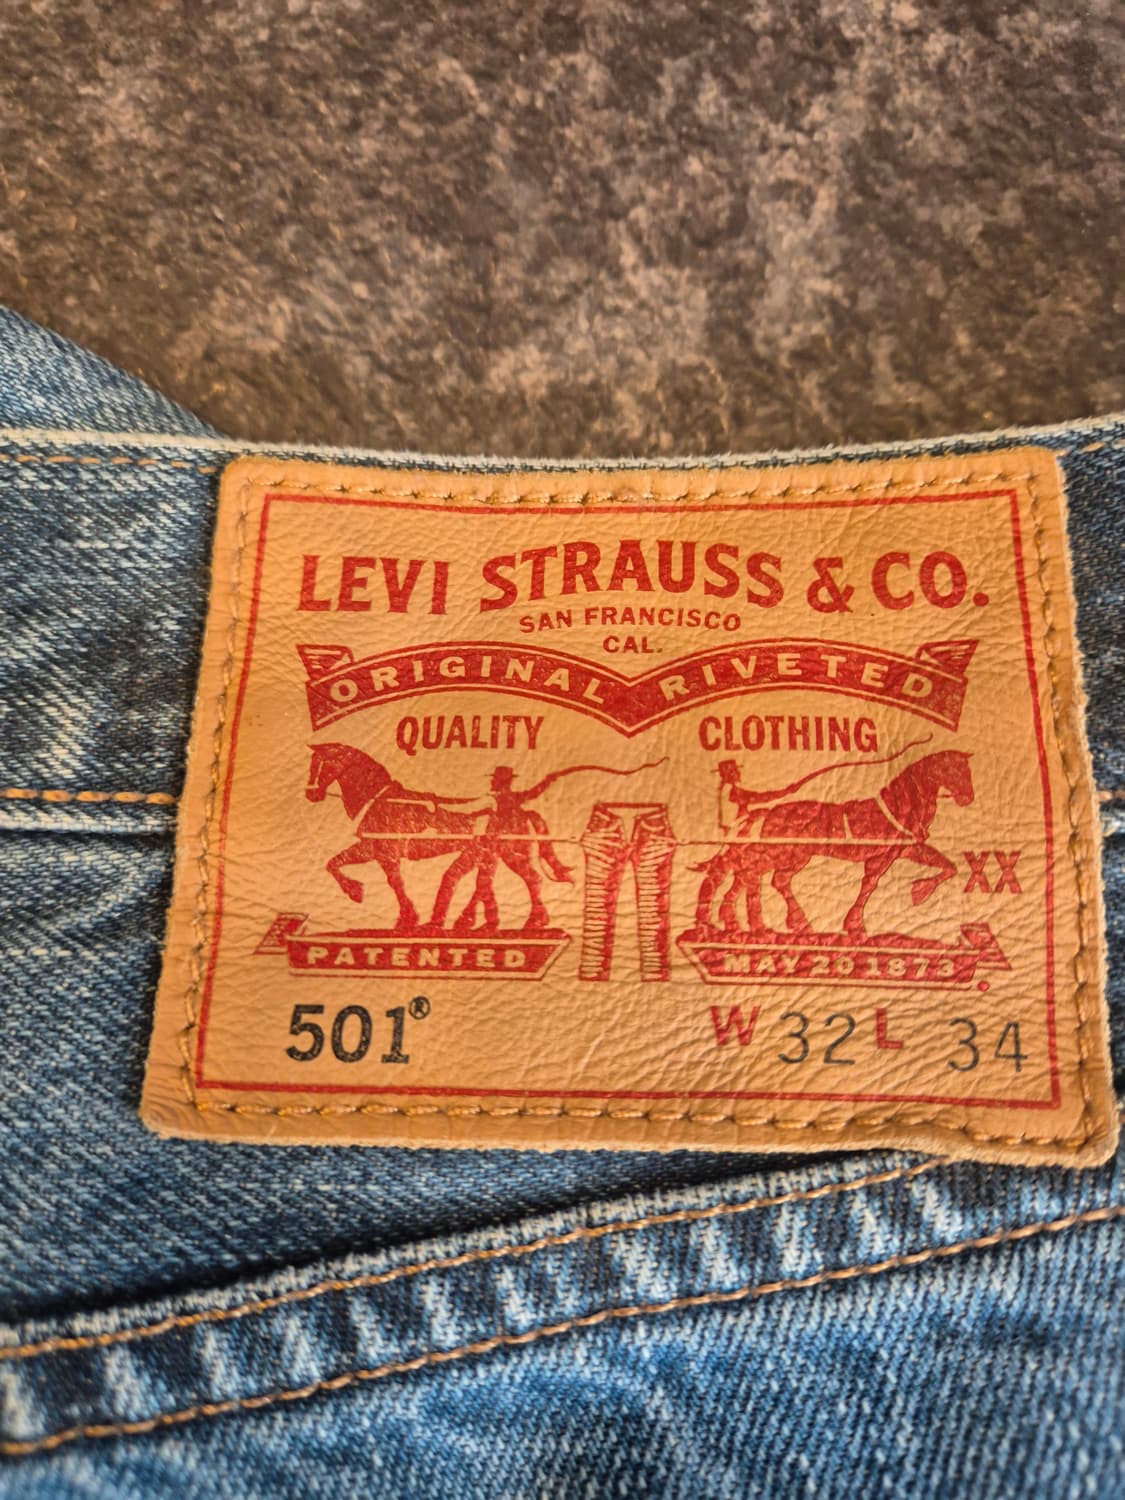 LEVI STRAUSS & CO.
SAN FRANCISCO
CAL.
ORIGINAL RIVETED
QUALITY CLOTHING
XX
PATENTED MAY 20 1873
501® W 32 L 34